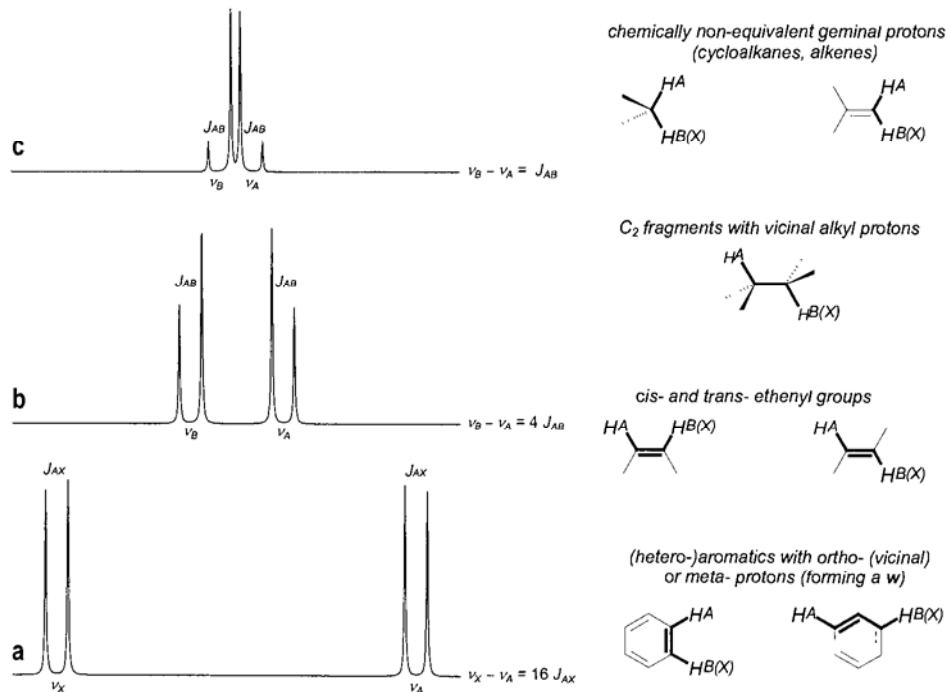 chemically non-equivalent geminal protons
(cycloalkanes, alkenes)
HA
HB(X)
HA
HB(X)
c
JAB JAB
νB νA
νB – νA = JAB
C2 fragments with vicinal alkyl protons
HA
HB(X)
b
JAB JAB
νB νA
νB – νA = 4 JAB
cis- and trans- ethenyl groups
HA HB(X)
HA
HB(X)
a
JAX JAX
νX νA
νX – νA = 16 JAX
(hetero-)aromatics with ortho- (vicinal)
or meta- protons (forming a w)
HA
HB(X)
HA HB(X)